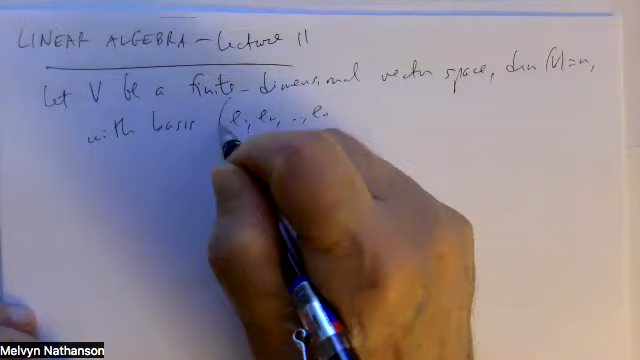 LINEAR ALGEBRA – Lecture 11
Let V be a finite-dimensional vector space, dim(V)=n,
with basis (e₁, e₂, ..., eₙ
Melvyn Nathanson